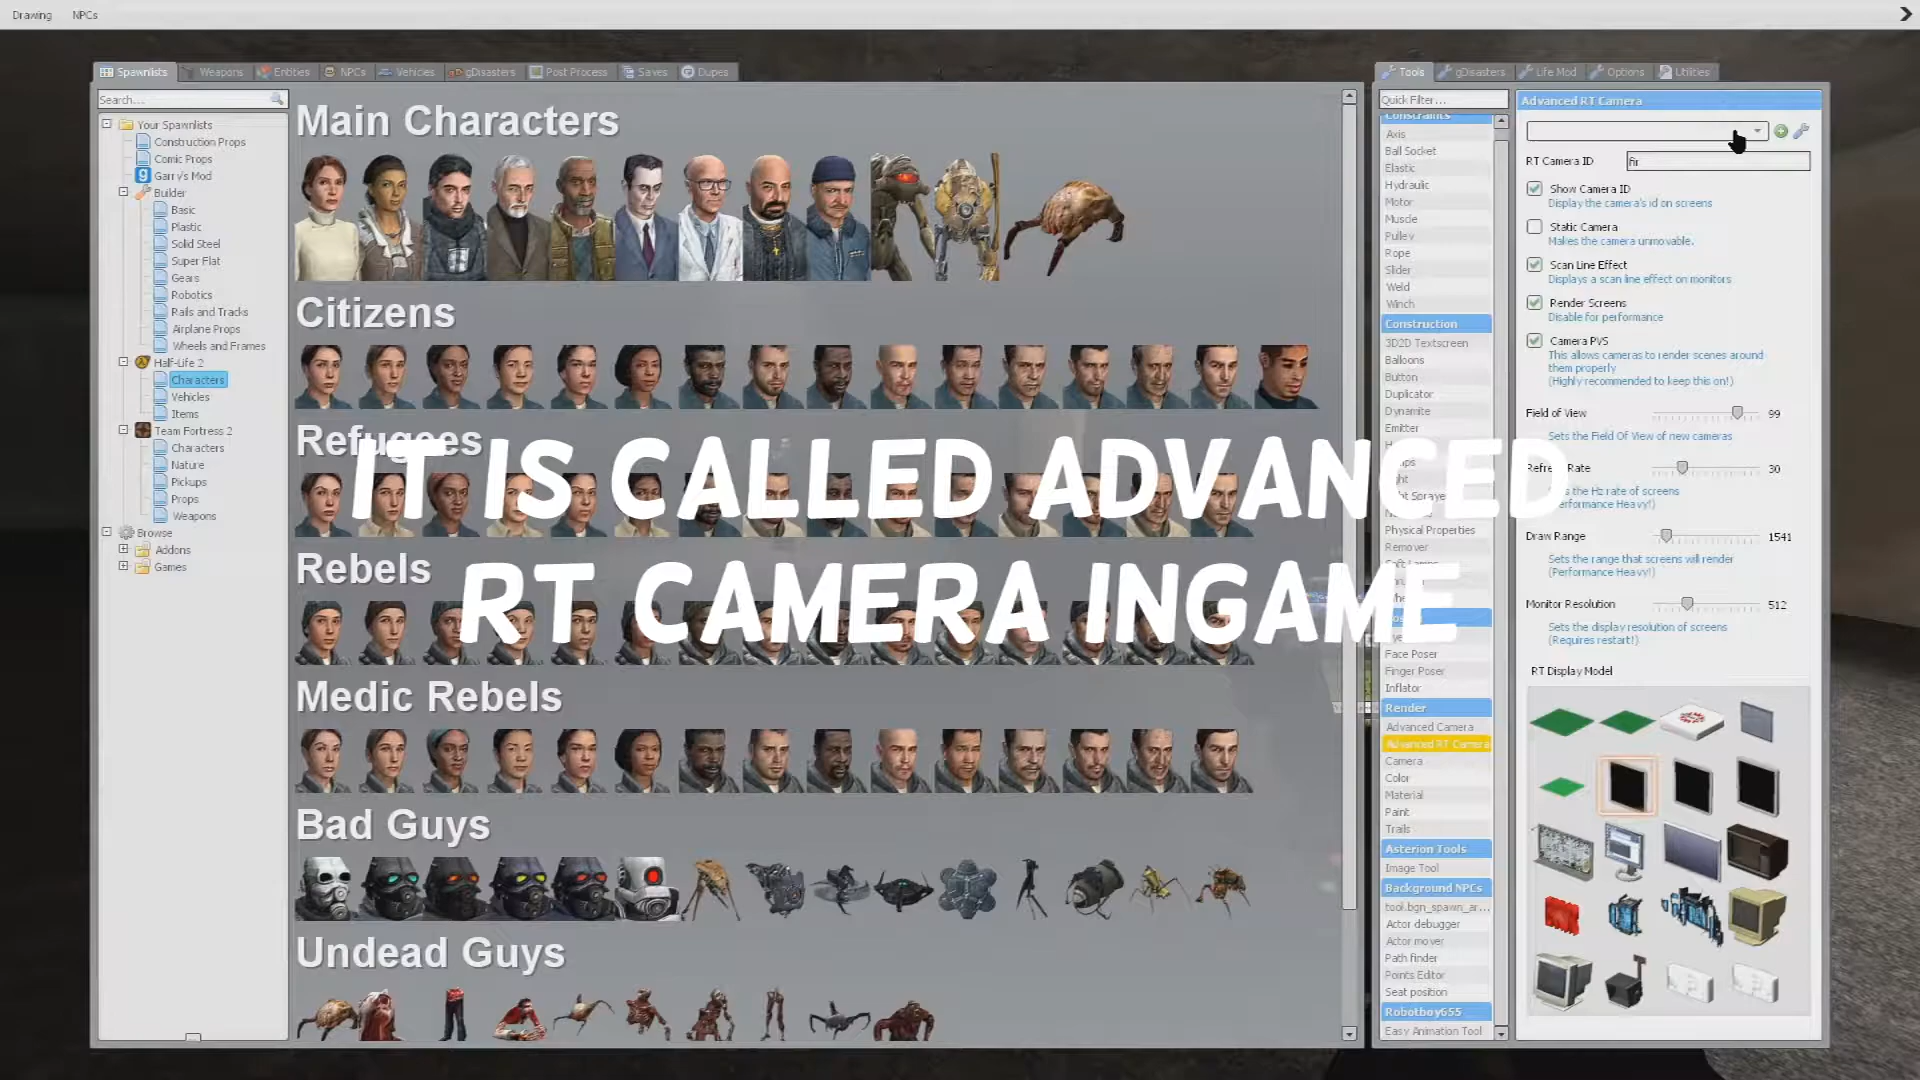 Drawing NPCs
Spawnlists Weapons Entities NPCs Vehicles gDisasters Post Process Saves Dupes
Search...
Your Spawnlists
Construction Props
Comic Props
Garry's Mod
Builder
Basic
Plastic
Solid Steel
Super Flat
Gears
Robotics
Rails and Tracks
Airplane Props
Wheels and Frames
Half-Life 2
Characters
Vehicles
Items
Team Fortress 2
Characters
Nature
Pickups
Props
Weapons
Browse
Addons
Games
Main Characters
Citizens
Refugees
Rebels
Medic Rebels
Bad Guys
Undead Guys
IT IS CALLED ADVANCED
RT CAMERA INGAME
Tools gDisasters Life Mod Options Utilities
Quick Filter...
Constraints
Axis
Ball Socket
Elastic
Hydraulic
Motor
Muscle
Pulley
Rope
Slider
Weld
Winch
Construction
3D2D Textscreen
Balloons
Button
Duplicator
Dynamite
Emitter
Physical Properties
Remover
Face Poser
Finger Poser
Inflator
Render
Advanced Camera
Advanced RT Camera
Camera
Color
Material
Paint
Trails
Asterion Tools
Image Tool
Background NPCs
tool.bgn_spawn_ar...
Actor debugger
Actor mover
Path finder
Points Editor
Seat position
Robotboy655
Easy Animation Tool
Advanced RT Camera
RT Camera ID fir
Show Camera ID
Display the camera's id on screens
Static Camera
Makes the camera unmovable.
Scan Line Effect
Displays a scan line effect on monitors
Render Screens
Disable for performance
Camera PVS
This allows cameras to render scenes around
them properly
(Highly recommended to keep this on!)
Field of View 99
Sets the Field Of View of new cameras
Refresh Rate 30
the Hz rate of screens
Performance Heavy!)
Draw Range 1541
Sets the range that screens will render
(Performance Heavy!)
Monitor Resolution 512
Sets the display resolution of screens
(Requires restart!)
RT Display Model